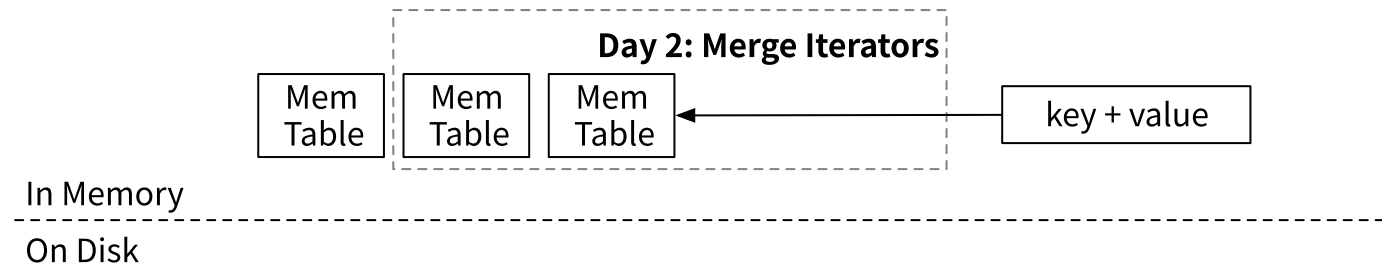 Day 2: Merge Iterators
Mem
Table
Mem
Table
Mem
Table
key + value
In Memory
On Disk